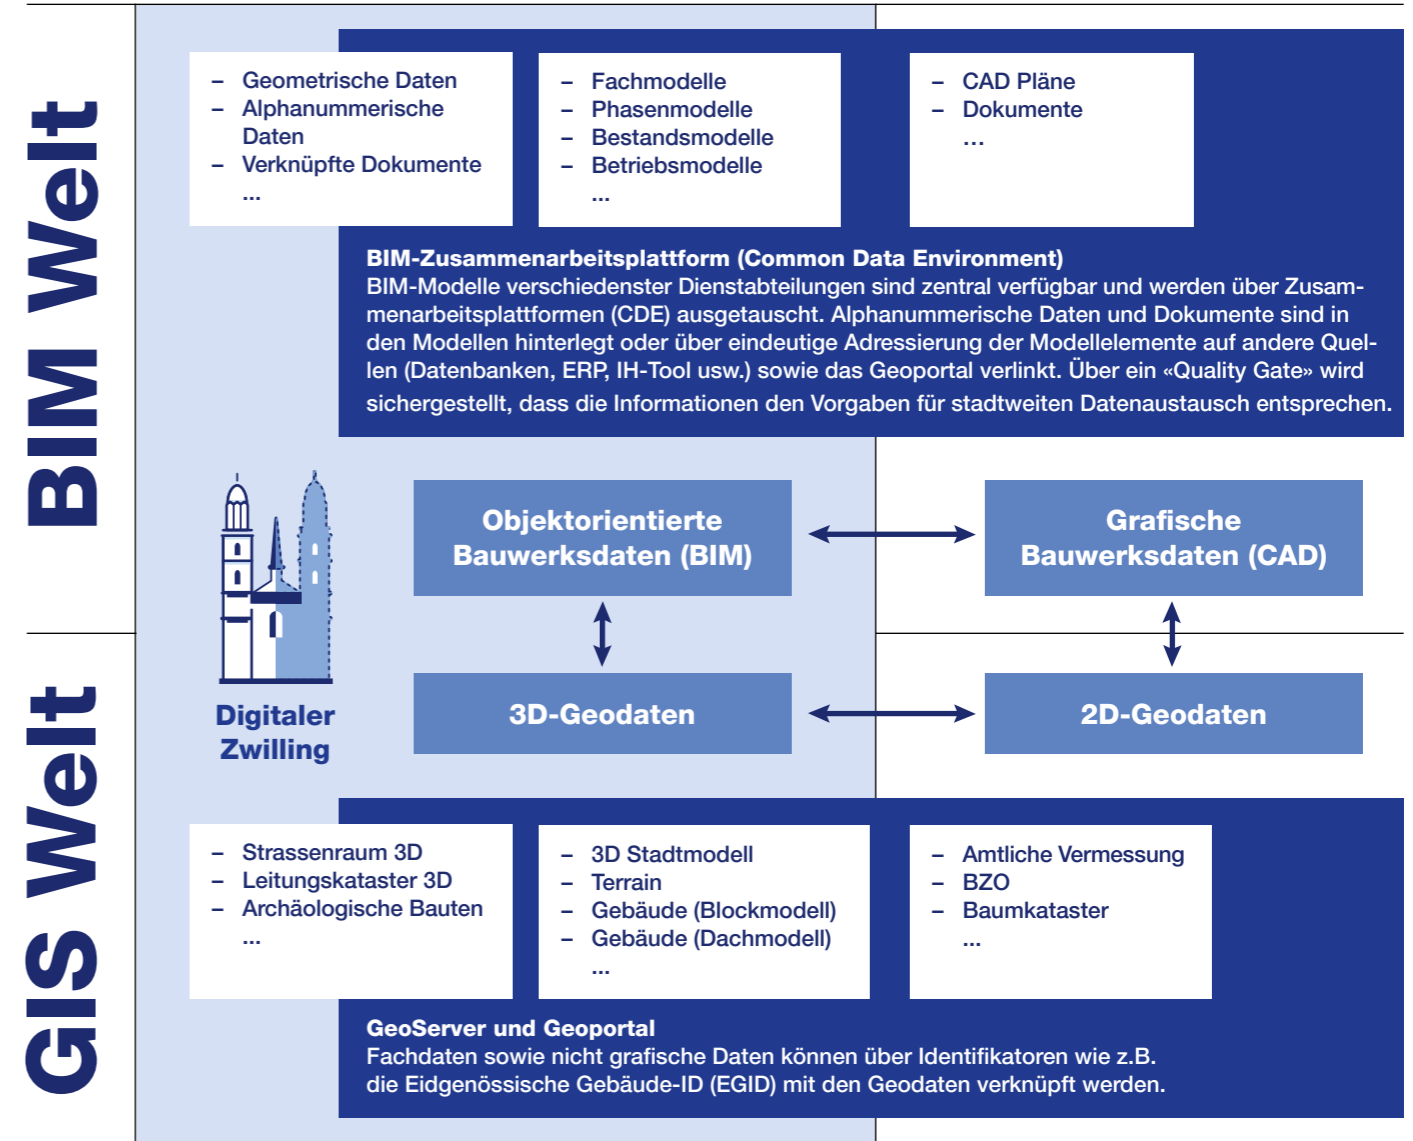 BIM Welt
– Geometrische Daten
– Alphanummerische
Daten
– Verknüpfte Dokumente
...
– Fachmodelle
– Phasenmodelle
– Bestandsmodelle
– Betriebsmodelle
...
– CAD Pläne
– Dokumente
...
BIM-Zusammenarbeitsplattform (Common Data Environment)
BIM-Modelle verschiedenster Dienstabteilungen sind zentral verfügbar und werden über Zusam-
menarbeitsplattformen (CDE) ausgetauscht. Alphanummerische Daten und Dokumente sind in
den Modellen hinterlegt oder über eindeutige Adressierung der Modellelemente auf andere Quel-
len (Datenbanken, ERP, IH-Tool usw.) sowie das Geoportal verlinkt. Über ein «Quality Gate» wird
sichergestellt, dass die Informationen den Vorgaben für stadtweiten Datenaustausch entsprechen.
Objektorientierte
Bauwerksdaten (BIM)
Grafische
Bauwerksdaten (CAD)
Digitaler
Zwilling
3D-Geodaten
2D-Geodaten
GIS Welt
– Strassenraum 3D
– Leitungskataster 3D
– Archäologische Bauten
...
– 3D Stadtmodell
– Terrain
– Gebäude (Blockmodell)
– Gebäude (Dachmodell)
...
– Amtliche Vermessung
– BZO
– Baumkataster
...
GeoServer und Geoportal
Fachdaten sowie nicht grafische Daten können über Identifikatoren wie z.B.
die Eidgenössische Gebäude-ID (EGID) mit den Geodaten verknüpft werden.